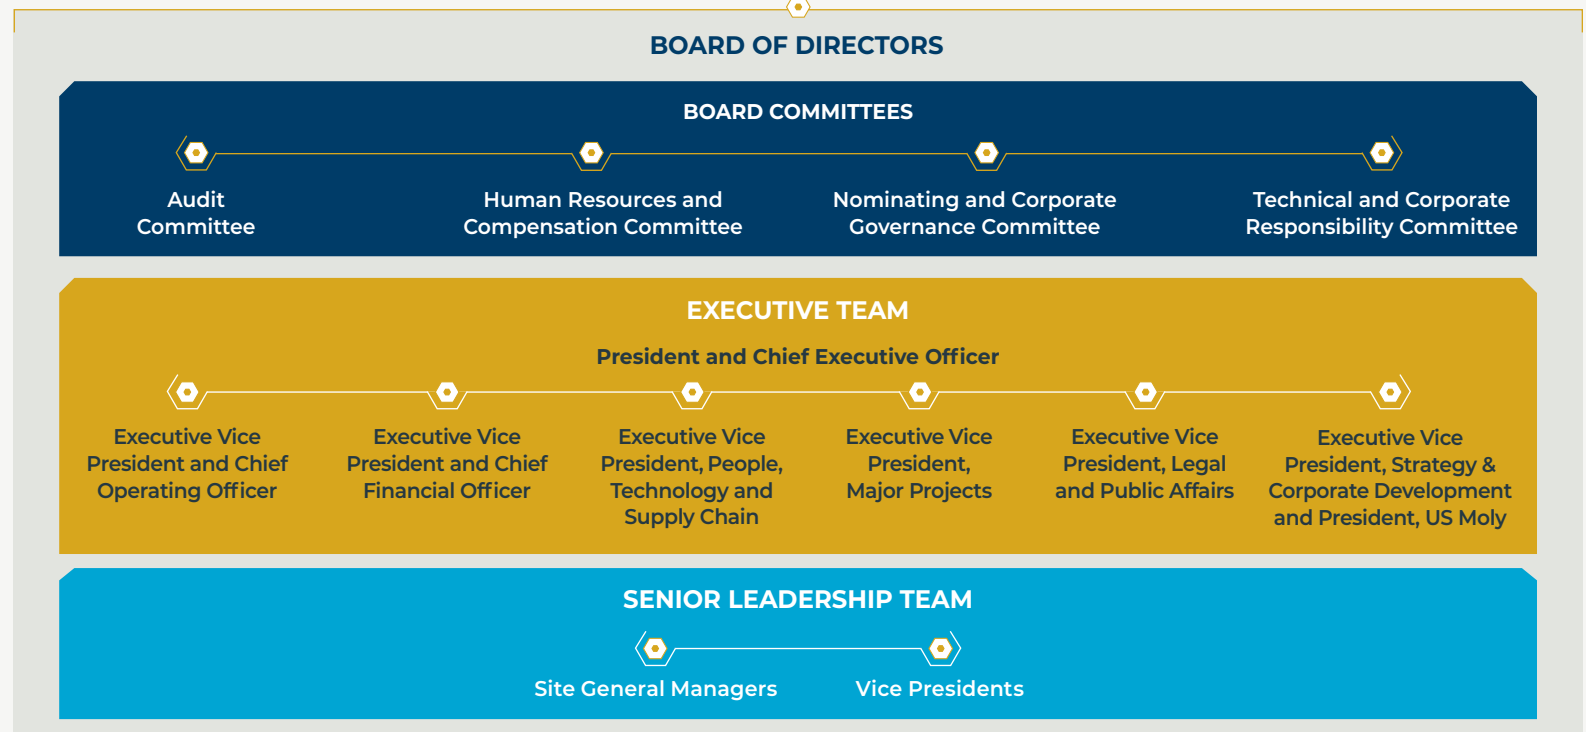 BOARD OF DIRECTORS
BOARD COMMITTEES
Audit
Committee
Human Resources and
Compensation Committee
Nominating and Corporate
Governance Committee
Technical and Corporate
Responsibility Committee
EXECUTIVE TEAM
President and Chief Executive Officer
Executive Vice
President and Chief
Operating Officer
Executive Vice
President and Chief
Financial Officer
Executive Vice
President, People,
Technology and
Supply Chain
Executive Vice
President,
Major Projects
Executive Vice
President, Legal
and Public Affairs
Executive Vice
President, Strategy &
Corporate Development
and President, US Moly
SENIOR LEADERSHIP TEAM
Site General Managers
Vice Presidents